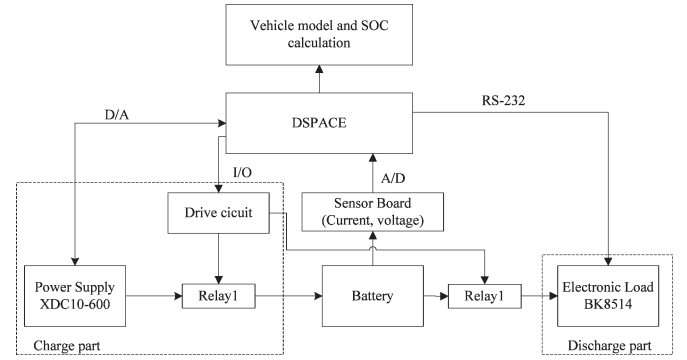 Vehicle model and SOC
calculation
D/A
RS-232
DSPACE
I/O
A/D
Drive cicuit
Sensor Board
(Current, voltage)
Power Supply
XDC10-600
Relay1
Battery
Relay1
Electronic Load
BK8514
Charge part
Discharge part